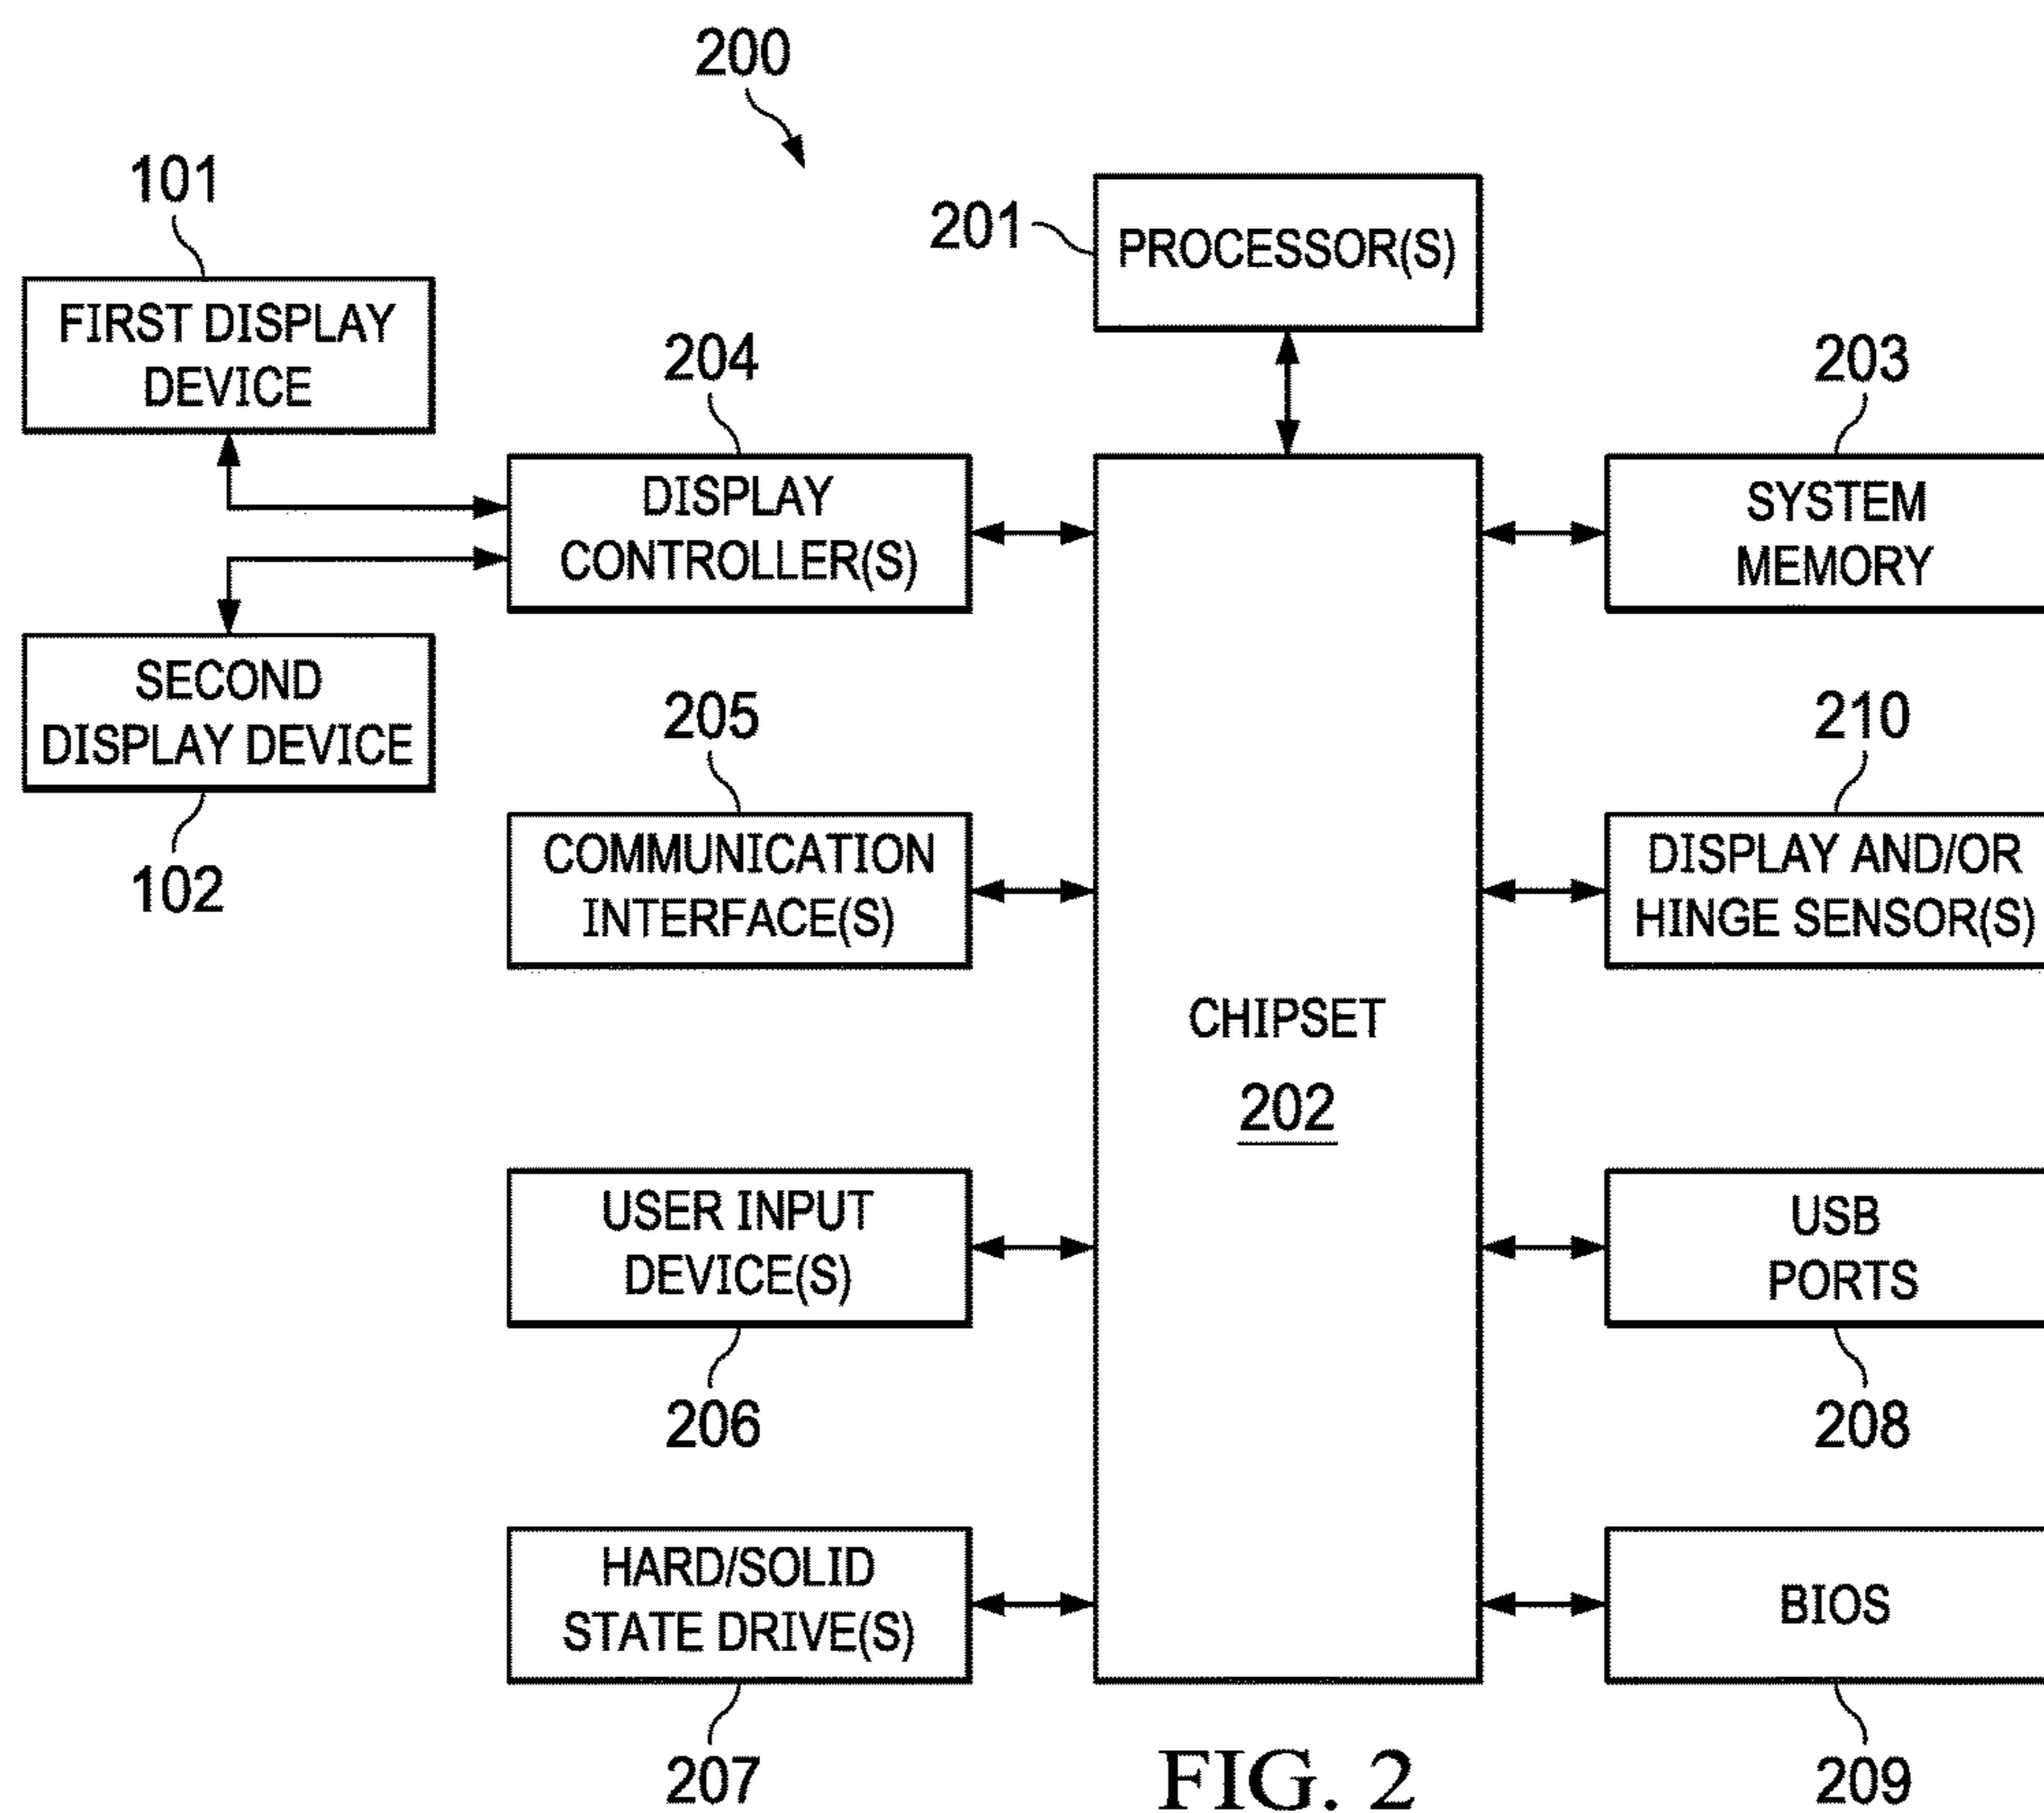 200
101
201
PROCESSOR(S)
FIRST DISPLAY
DEVICE
204
203
DISPLAY
CONTROLLER(S)
SYSTEM
MEMORY
SECOND
DISPLAY DEVICE
102
205
210
COMMUNICATION
INTERFACE(S)
DISPLAY AND/OR
HINGE SENSOR(S)
CHIPSET
202
USER INPUT
DEVICE(S)
206
USB
PORTS
208
HARD/SOLID
STATE DRIVE(S)
207
BIOS
209
FIG. 2